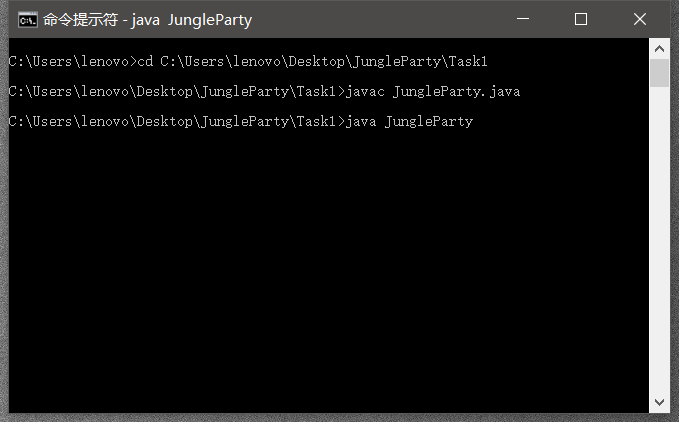 命令提示符 - java  JungleParty
C:\Users\lenovo>cd C:\Users\lenovo\Desktop\JungleParty\Task1
C:\Users\lenovo\Desktop\JungleParty\Task1>javac JungleParty.java
C:\Users\lenovo\Desktop\JungleParty\Task1>java JungleParty